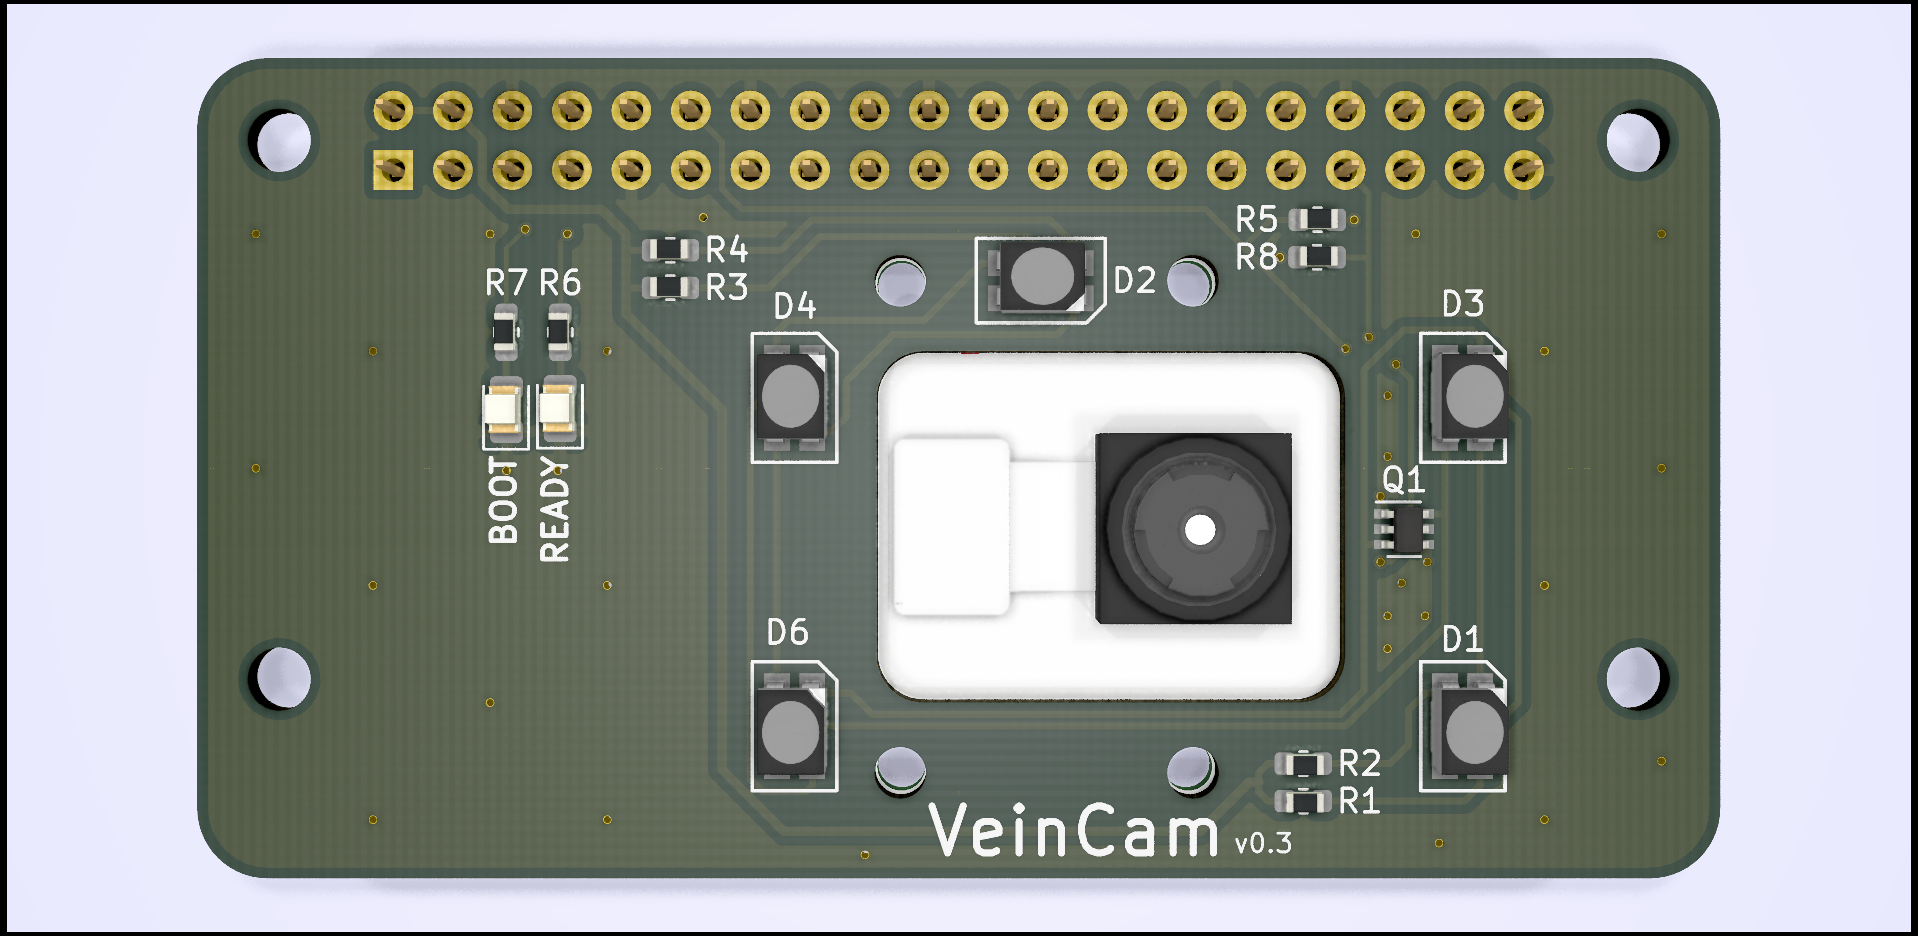 R5
R4
R8
R7 R6
R3
D2
D4
D3
BOOT
READY
Q1
D6
D1
R2
R1
VeinCam v0.3